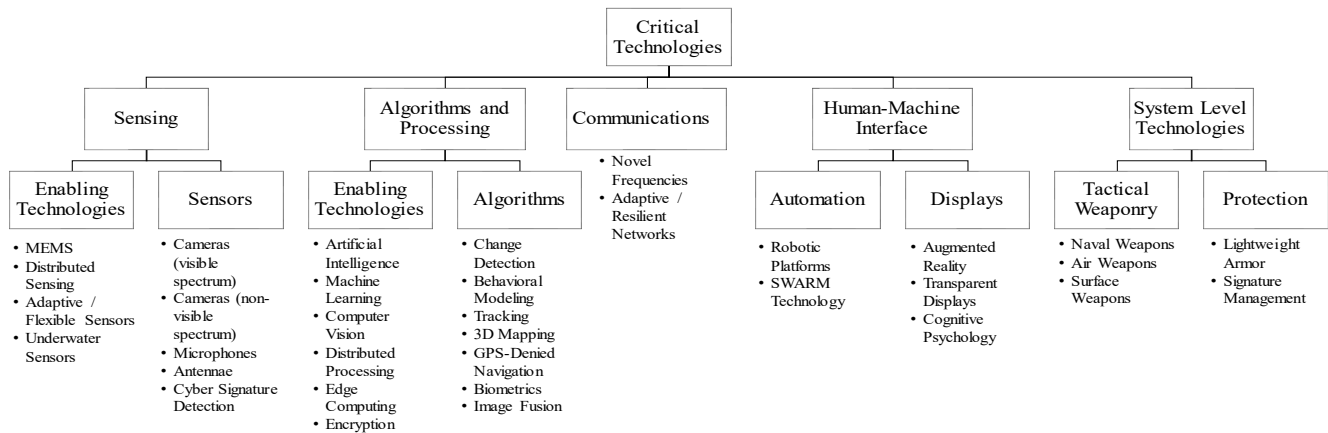 Critical
Technologies
Sensing
Algorithms and
Processing
Communications
Human-Machine
Interface
System Level
Technologies
Enabling
Technologies
• MEMS
• Distributed
Sensing
• Adaptive /
Flexible Sensors
• Underwater
Sensors
Sensors
• Cameras
(visible
spectrum)
• Cameras (non-
visible
spectrum)
• Microphones
• Antennae
• Cyber Signature
Detection
Enabling
Technologies
• Artificial
Intelligence
• Machine
Learning
• Computer
Vision
• Distributed
Processing
• Edge
Computing
• Encryption
Algorithms
• Change
Detection
• Behavioral
Modeling
• Tracking
• 3D Mapping
• GPS-Denied
Navigation
• Biometrics
• Image Fusion
• Novel
Frequencies
• Adaptive /
Resilient
Networks
Automation
• Robotic
Platforms
• SWARM
Technology
Displays
• Augmented
Reality
• Transparent
Displays
• Cognitive
Psychology
Tactical
Weaponry
• Naval Weapons
• Air Weapons
• Surface
Weapons
Protection
• Lightweight
Armor
• Signature
Management